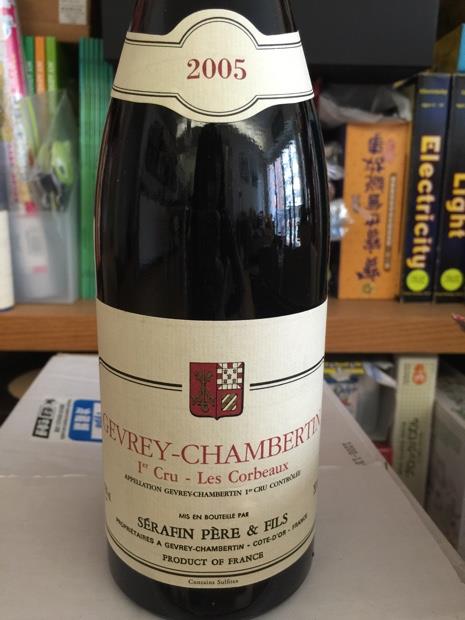 2005
GEVREY-CHAMBERTIN
1er Cru - Les Corbeaux
APPELLATION GEVREY-CHAMBERTIN 1er CRU CONTRÔLÉE
MIS EN BOUTEILLE PAR
SÉRAFIN PÈRE & FILS
PROPRIÉTAIRES A GEVREY-CHAMBERTIN - COTE-D'OR - FRANCE
PRODUCT OF FRANCE
Contains Sulfites
Electricity
Light